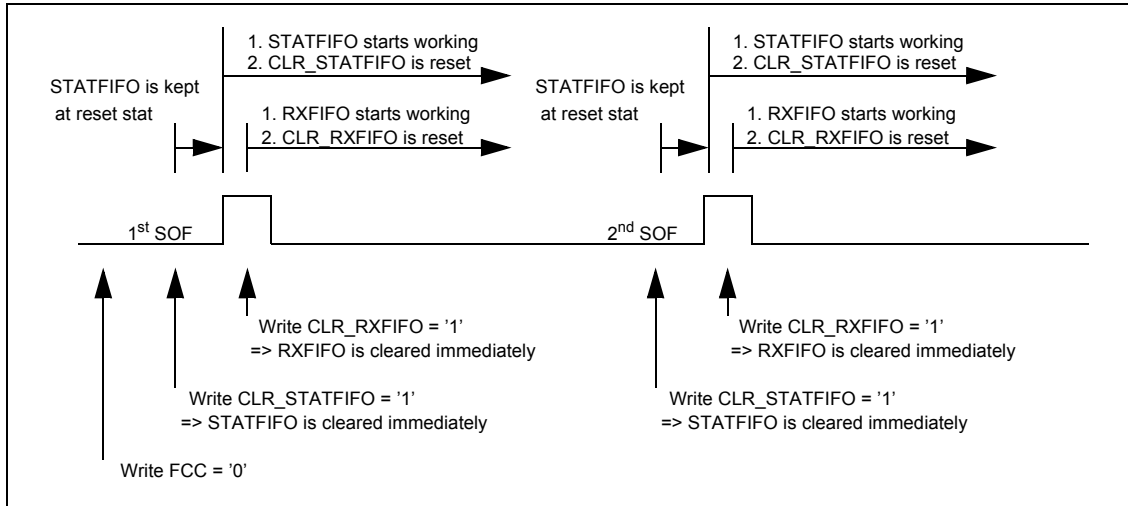 1. STATFIFO starts working
2. CLR_STATFIFO is reset
STATFIFO is kept
at reset stat
1. RXFIFO starts working
2. CLR_RXFIFO is reset
1. STATFIFO starts working
2. CLR_STATFIFO is reset
STATFIFO is kept
at reset stat
1. RXFIFO starts working
2. CLR_RXFIFO is reset
1st SOF
2nd SOF
Write CLR_RXFIFO = ’1’
=> RXFIFO is cleared immediately
Write CLR_STATFIFO = ’1’
=> STATFIFO is cleared immediately
Write FCC = ’0’
Write CLR_RXFIFO = ’1’
=> RXFIFO is cleared immediately
Write CLR_STATFIFO = ’1’
=> STATFIFO is cleared immediately